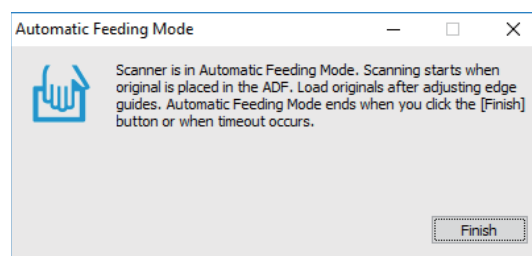 Automatic Feeding Mode
Scanner is in Automatic Feeding Mode. Scanning starts when
original is placed in the ADF. Load originals after adjusting edge
guides. Automatic Feeding Mode ends when you click the [Finish]
button or when timeout occurs.
Finish